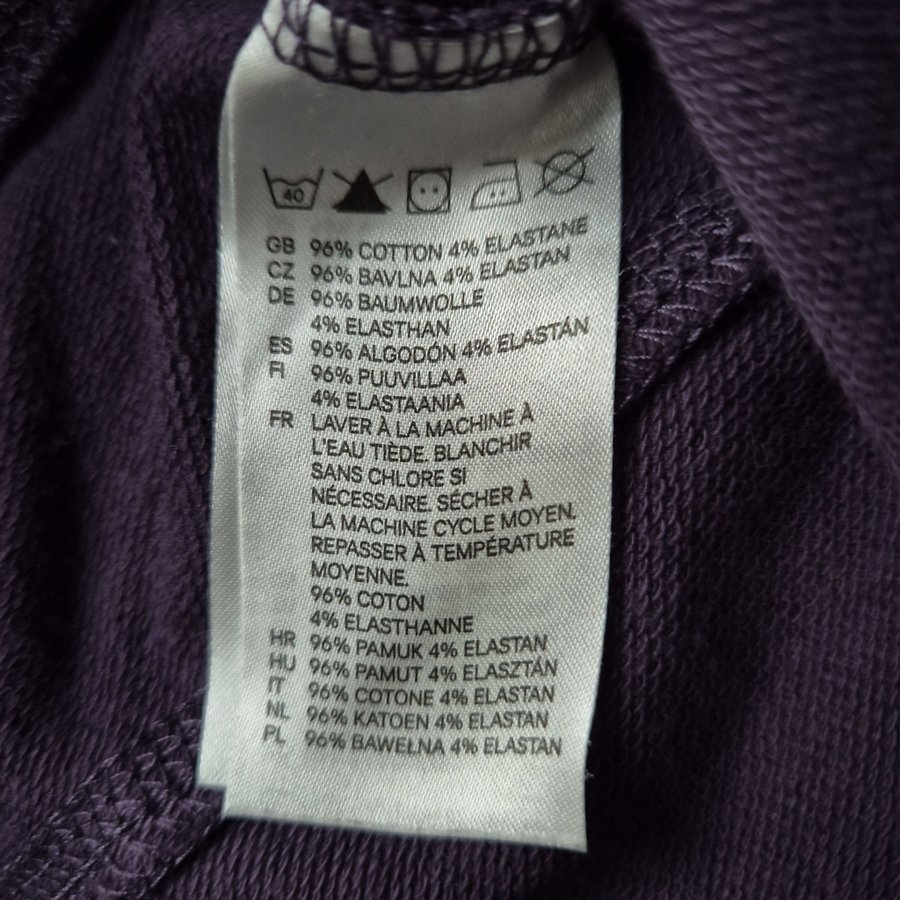 40
GB 96% COTTON 4% ELASTANE
CZ 96% BAVLNA 4% ELASTAN
DE 96% BAUMWOLLE
4% ELASTHAN
ES 96% ALGODÓN 4% ELASTÁN
FI 96% PUUVILLAA
4% ELASTAANIA
FR LAVER À LA MACHINE À
L'EAU TIÈDE. BLANCHIR
SANS CHLORE SI
NÉCESSAIRE. SÉCHER À
LA MACHINE CYCLE MOYEN.
REPASSER À TEMPÉRATURE
MOYENNE.
96% COTON
4% ELASTHANNE
HR 96% PAMUK 4% ELASTAN
HU 96% PAMUT 4% ELASZTÁN
IT 96% COTONE 4% ELASTAN
NL 96% KATOEN 4% ELASTAN
PL 96% BAWEŁNA 4% ELASTAN